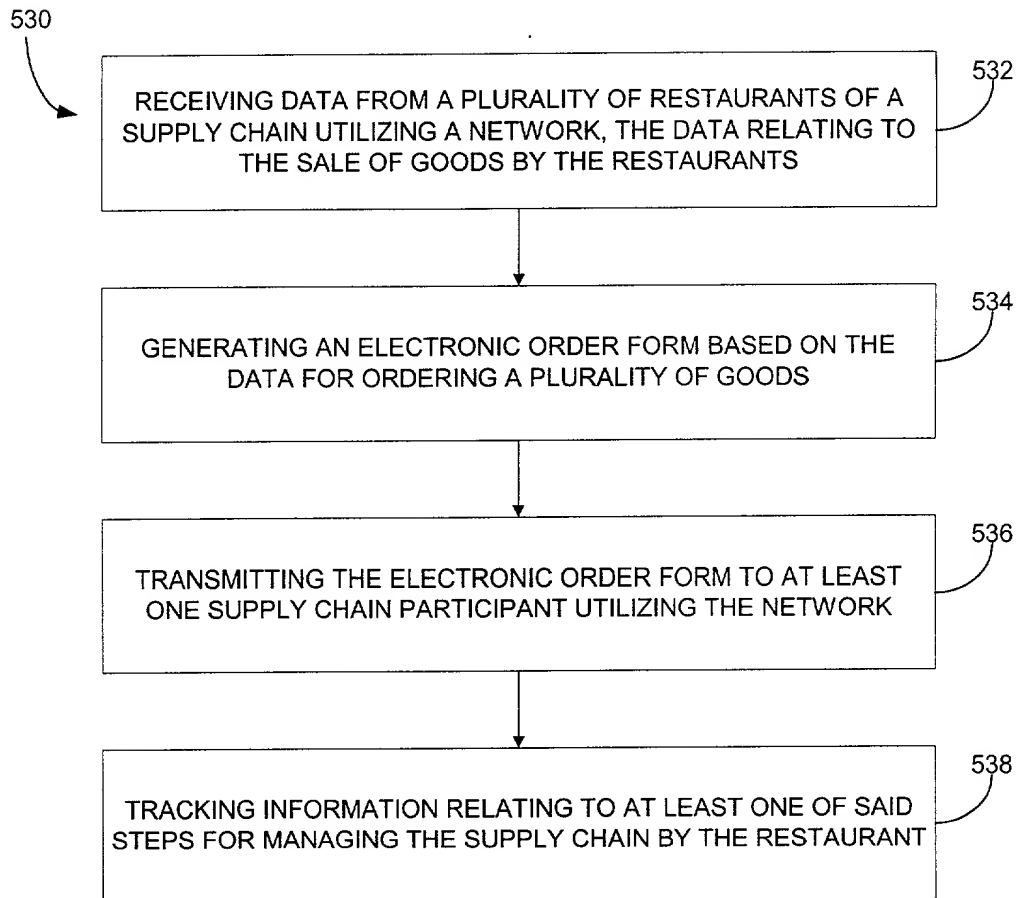 530
532
RECEIVING DATA FROM A PLURALITY OF RESTAURANTS OF A
SUPPLY CHAIN UTILIZING A NETWORK, THE DATA RELATING TO
THE SALE OF GOODS BY THE RESTAURANTS
534
GENERATING AN ELECTRONIC ORDER FORM BASED ON THE
DATA FOR ORDERING A PLURALITY OF GOODS
536
TRANSMITTING THE ELECTRONIC ORDER FORM TO AT LEAST
ONE SUPPLY CHAIN PARTICIPANT UTILIZING THE NETWORK
538
TRACKING INFORMATION RELATING TO AT LEAST ONE OF SAID
STEPS FOR MANAGING THE SUPPLY CHAIN BY THE RESTAURANT